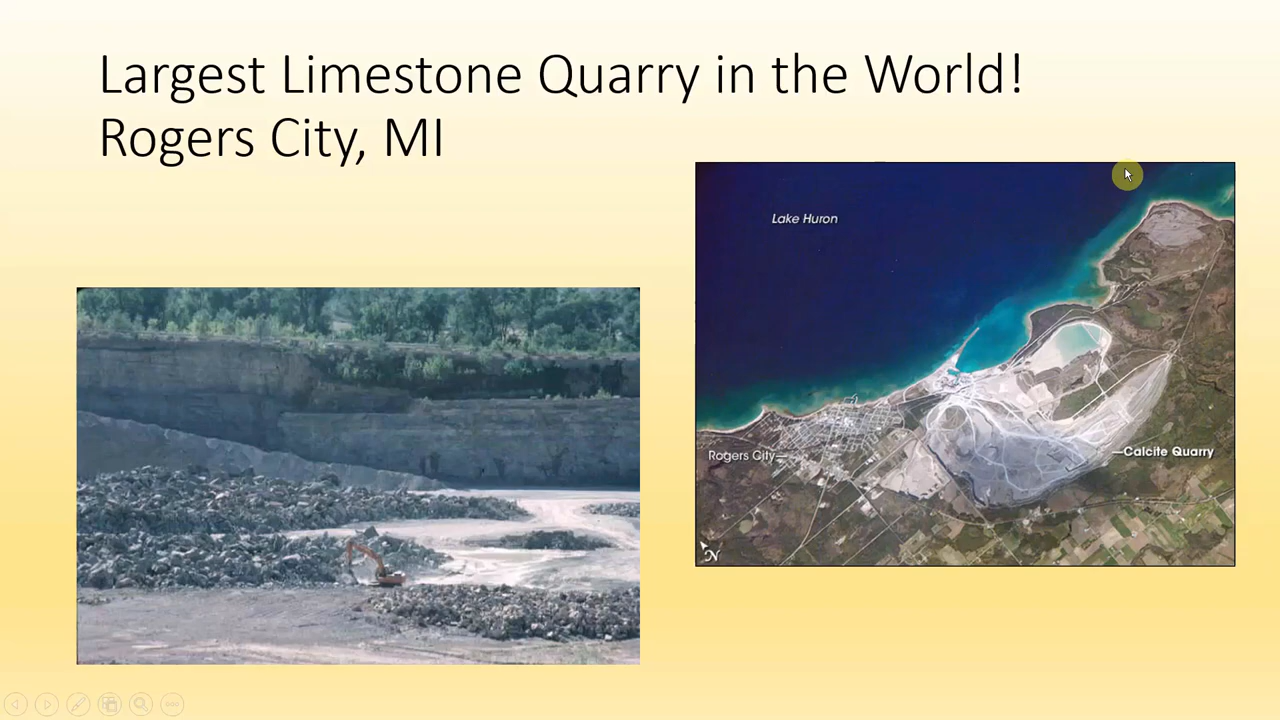 Largest Limestone Quarry in the World!
Rogers City, MI
Lake Huron
Rogers City
Calcite Quarry
N